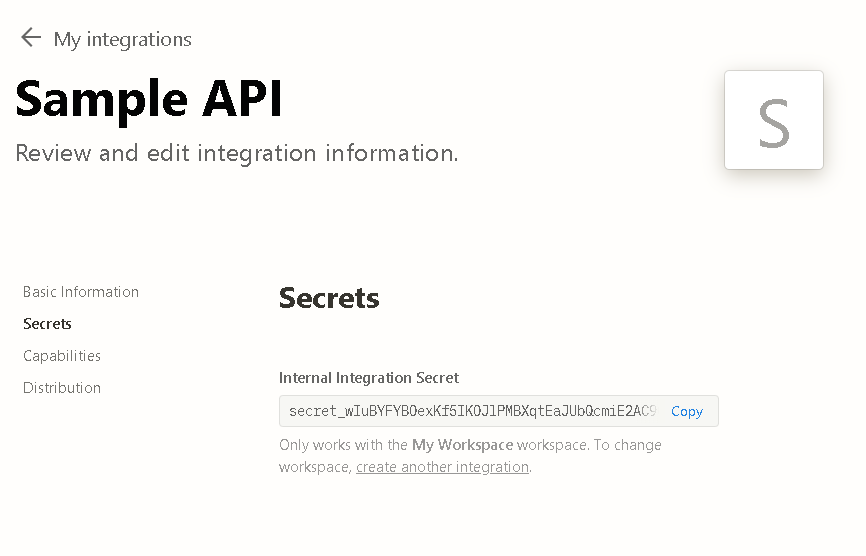 ← My integrations
Sample API
S
Review and edit integration information.
Basic Information
Secrets
Capabilities
Distribution
Secrets
Internal Integration Secret
secret_wIuBYFYBOexKf5IKOJlPMBXqtEaJUbQcmiE2AC9 Copy
Only works with the My Workspace workspace. To change
workspace, create another integration.